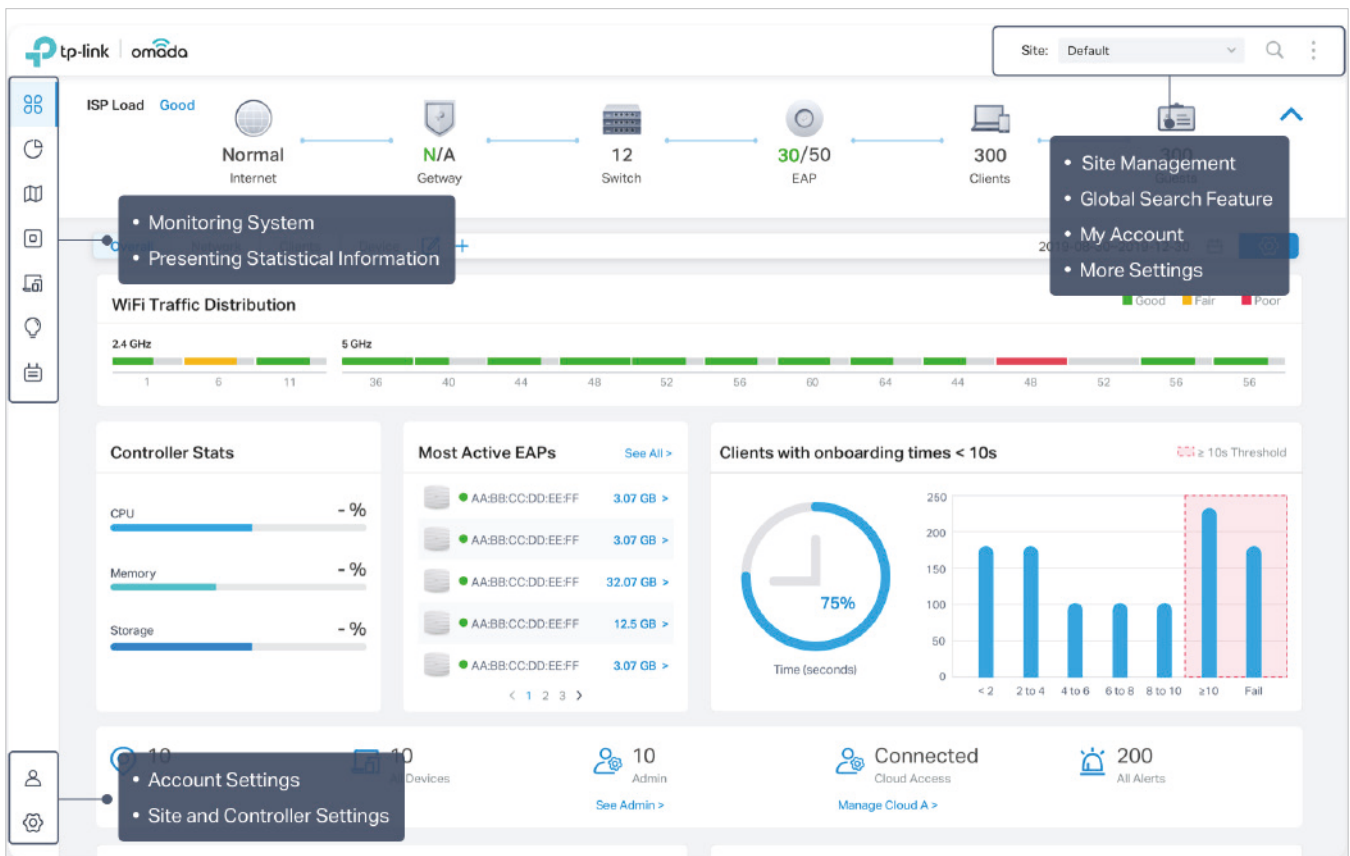 tp-link | omada
Site: Default
ISP Load Good
Normal
Internet
N/A
Getway
12
Switch
30/50
EAP
300
Clients
300
• Site Management
• Global Search Feature
• My Account
• More Settings
• Monitoring System
• Presenting Statistical Information
2019-08-30~2019-12-30
WiFi Traffic Distribution
Good Fair Poor
2.4 GHz 5 GHz
1 6 11 36 40 44 48 52 56 60 64 44 48 52 56 56
Controller Stats
CPU - %
Memory - %
Storage - %
Most Active EAPs See All >
AA:BB:CC:DD:EE:FF 3.07 GB >
AA:BB:CC:DD:EE:FF 3.07 GB >
AA:BB:CC:DD:EE:FF 32.07 GB >
AA:BB:CC:DD:EE:FF 12.5 GB >
AA:BB:CC:DD:EE:FF 3.07 GB >
< 1 2 3 >
Clients with onboarding times < 10s
≥ 10s Threshold
75%
Time (seconds)
250
200
150
100
50
0
< 2 2 to 4 4 to 6 6 to 8 8 to 10 ≥10 Fail
10
10
All Devices
10
Admin
See Admin >
Connected
Cloud Access
Manage Cloud A >
200
All Alerts
• Account Settings
• Site and Controller Settings